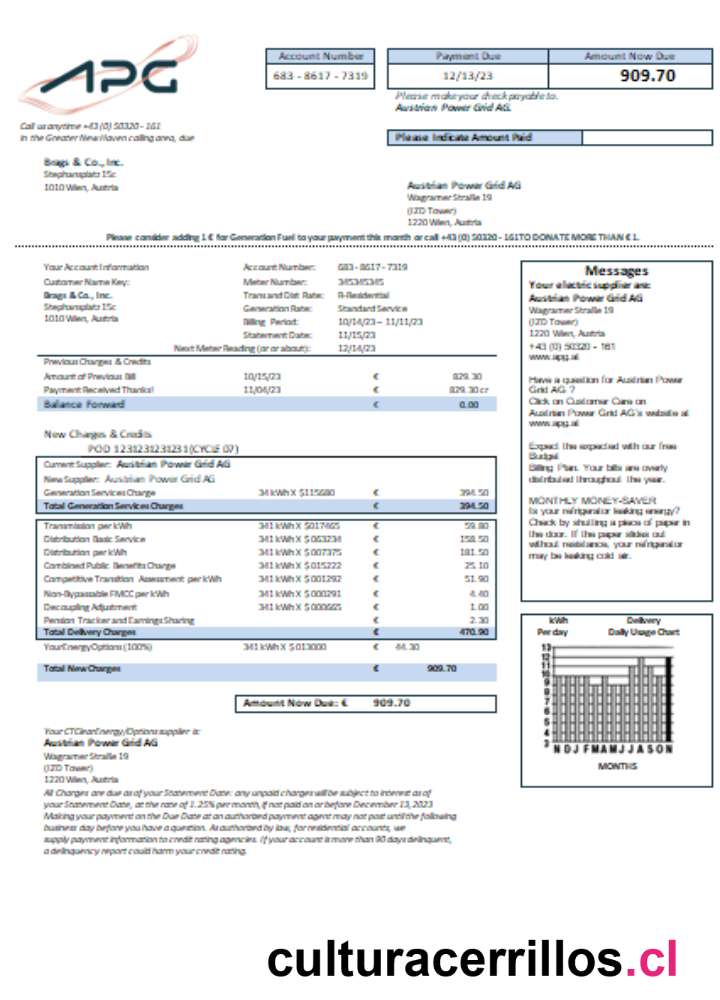 APG
Account Number
683 - 8617 - 7319
Payment Due
12/13/23
Amount Now Due
909.70
Please make your check payable to.
Austrian Power Grid AG.
Call us anytime +43 (0) 50320 - 161
In the Greater New Haven calling area, due
Please Indicate Amount Paid
Brags & Co., Inc.
Stephansplatz 15c
1010 Wien, Austria
Austrian Power Grid AG
Wagramer Straße 19
(IZD Tower)
1220 Wien, Austria
Please consider adding 1 € for Generation Fuel to your payment this month or call +43 (0) 50320 - 161TO DONATE MORE THAN € 1.
Your Account Information
Customer Name Key:
Brags & Co., Inc.
Stephansplatz 15c
1010 Wien, Austria
Account Number: 683 - 8617 - 7319
Meter Number: 345345345
Trans and Dist Rate: R-Residential
Generation Rate: Standard Service
Billing Period: 10/14/23 – 11/11/23
Statement Date: 11/15/23
Next Meter Reading (or or about): 12/14/23
Previous Charges & Credits
Amount of Previous Bill 10/15/23 € 829.30
Payment Received Thanks! 11/04/23 € 829.30 cr
Balance Forward € 0.00
New Charges & Credits
POD 1231231231231 (CYCLE 07)
Current Supplier: Austrian Power Grid AG
New Supplier: Austrian Power Grid AG
Generation Services Charge 34 kWh X $115680 € 394.50
Total Generation Services Charges € 394.50
Transmission per kWh 341 kWh X $017465 € 59.80
Distribution Basic Service 341 kWh X $ 063234 € 158.50
Distribution per kWh 341 kWh X $ 007375 € 181.50
Combined Public Benefits Charge 341 kWh X $ 015222 € 25.10
Competitive Transition Assessment per kWh 341 kWh X $ 001292 € 51.90
Non-Bypassable FMCC per kWh 341 kWh X $ 000291 € 4.40
Decoupling Adjustment 341 kWh X $ 000665 € 1.00
Pension Tracker and Earnings Sharing € 2.30
Total Delivery Charges € 470.90
YourEnergyOptions (100%) 341 kWh X $ 013000 € 44.30
Total New Charges € 909.70
Amount Now Due: € 909.70
Your CTCleanEnergy/Options supplier is:
Austrian Power Grid AG
Wagramer Straße 19
(IZD Tower)
1220 Wien, Austria
All Charges are due as of your Statement Date: any unpaid charges will be subject to interest as of
your Statement Date, at the rate of 1.25% per month, if not paid on or before December 13, 2023
Making your payment on the Due Date at an authorized payment agent may not post until the following
business day before you have a question. As authorized by law, for residential accounts, we
supply payment information to credit rating agencies. If your account is more than 90 days delinquent,
a delinquency report could harm your credit rating.
Messages
Your electric supplier are:
Austrian Power Grid AG
Wagramer Straße 19
(IZD Tower)
1220 Wien, Austria
+43 (0) 50320 - 161
www.apg.at
Have a question for Austrian Power
Grid AG ?
Click on Customer Care on
Austrian Power Grid AG's website at
www.apg.at
Expect the expected with our free
Budget
Billing Plan. Your bills are overly
distributed throughout the year.
MONTHLY MONEY-SAVER
Is your refrigerator leaking energy?
Check by shutting a piece of paper in
the door. If the paper slides out
without resistance, your refrigerator
may be leaking cold air.
kWh Delivery
Per day Daily Usage Chart
13
12
11
10
9
8
7
6
5
4
3
N D J F M A M J J A S O N
MONTHS
culturacerrillos.cl